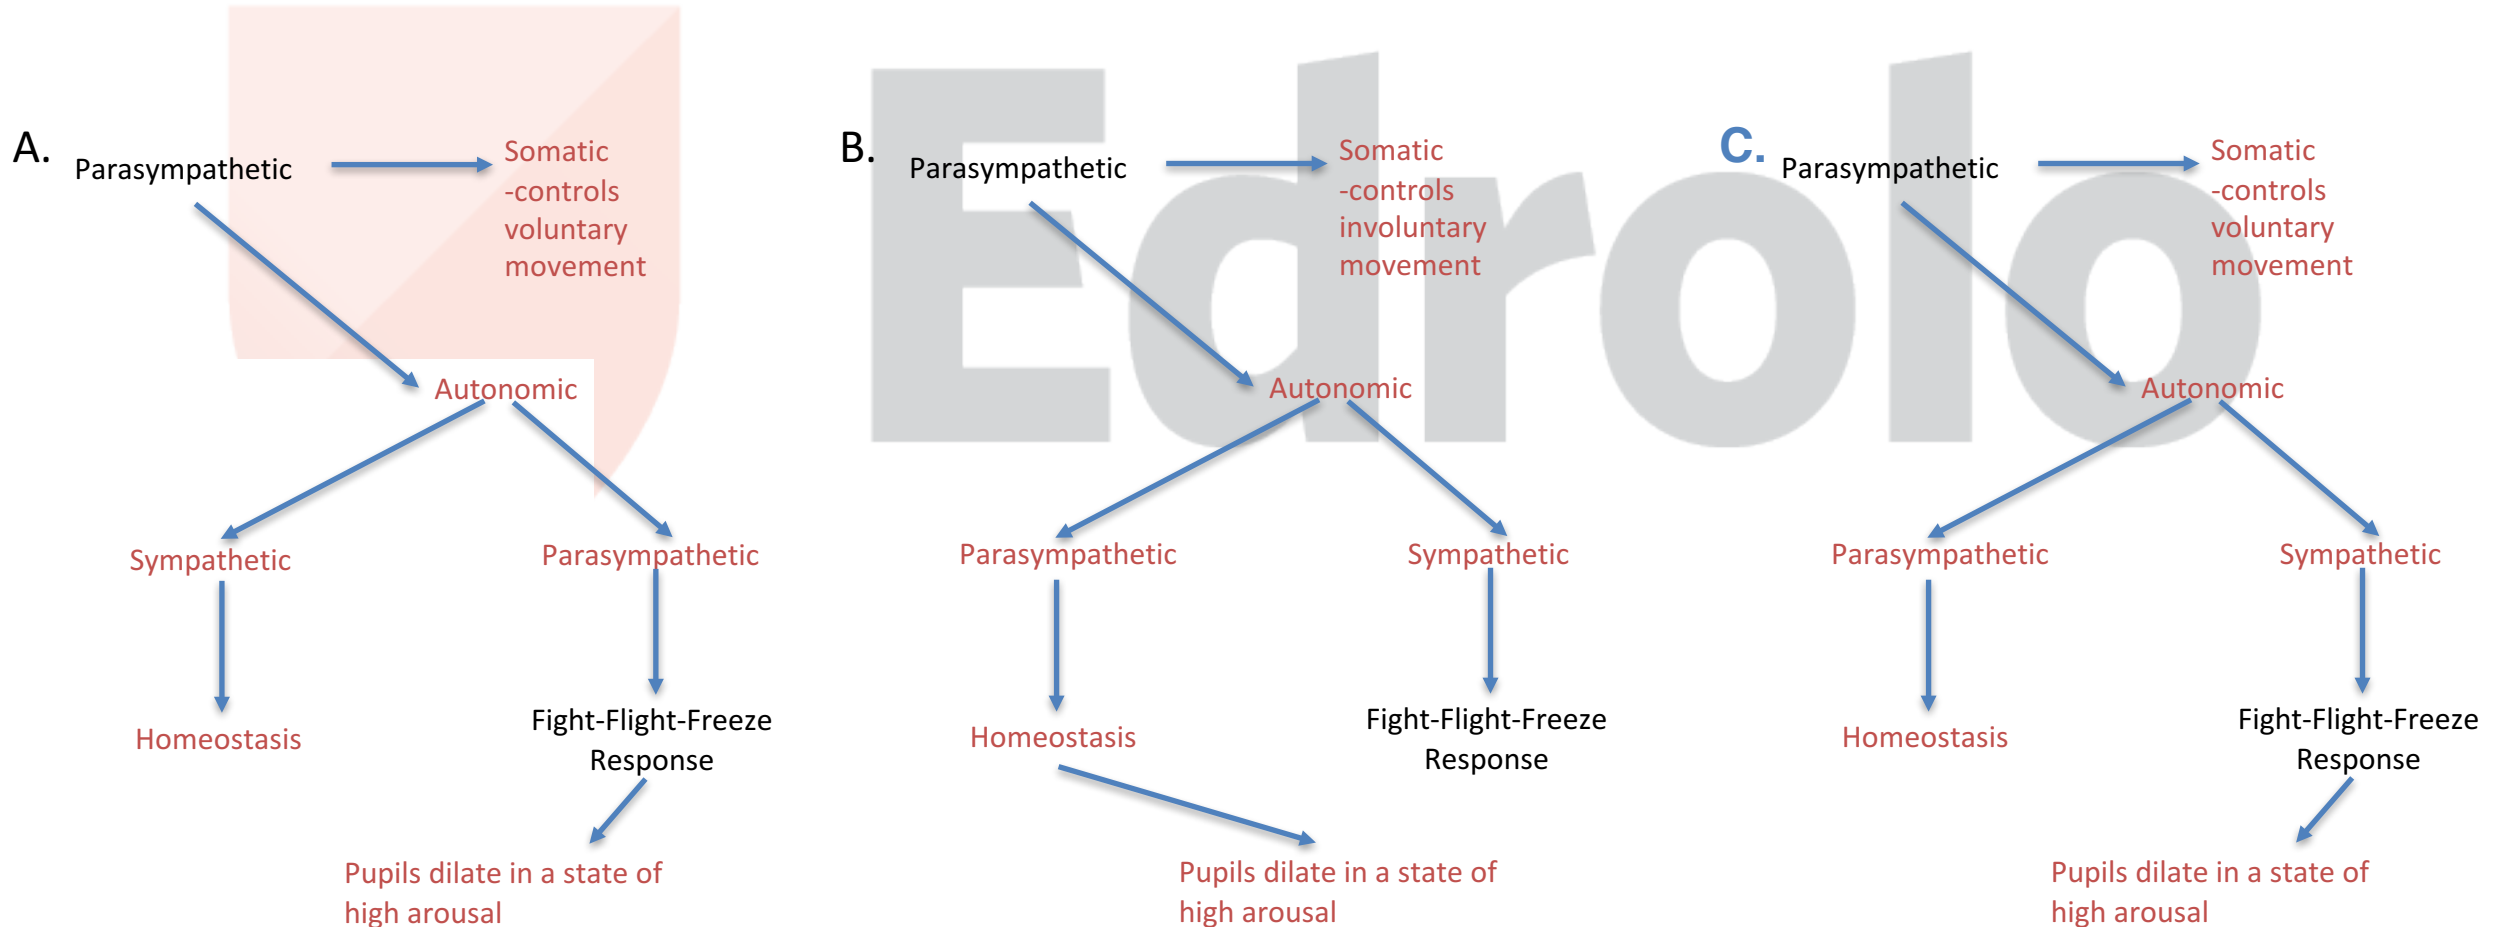 A.
Parasympathetic
Somatic
-controls
voluntary
movement
Autonomic
Sympathetic
Parasympathetic
Homeostasis
Fight-Flight-Freeze
Response
Pupils dilate in a state of
high arousal
B.
Parasympathetic
Somatic
-controls
involuntary
movement
Autonomic
Parasympathetic
Sympathetic
Homeostasis
Fight-Flight-Freeze
Response
Pupils dilate in a state of
high arousal
C.
Parasympathetic
Somatic
-controls
voluntary
movement
Autonomic
Parasympathetic
Sympathetic
Homeostasis
Fight-Flight-Freeze
Response
Pupils dilate in a state of
high arousal
Edrolo